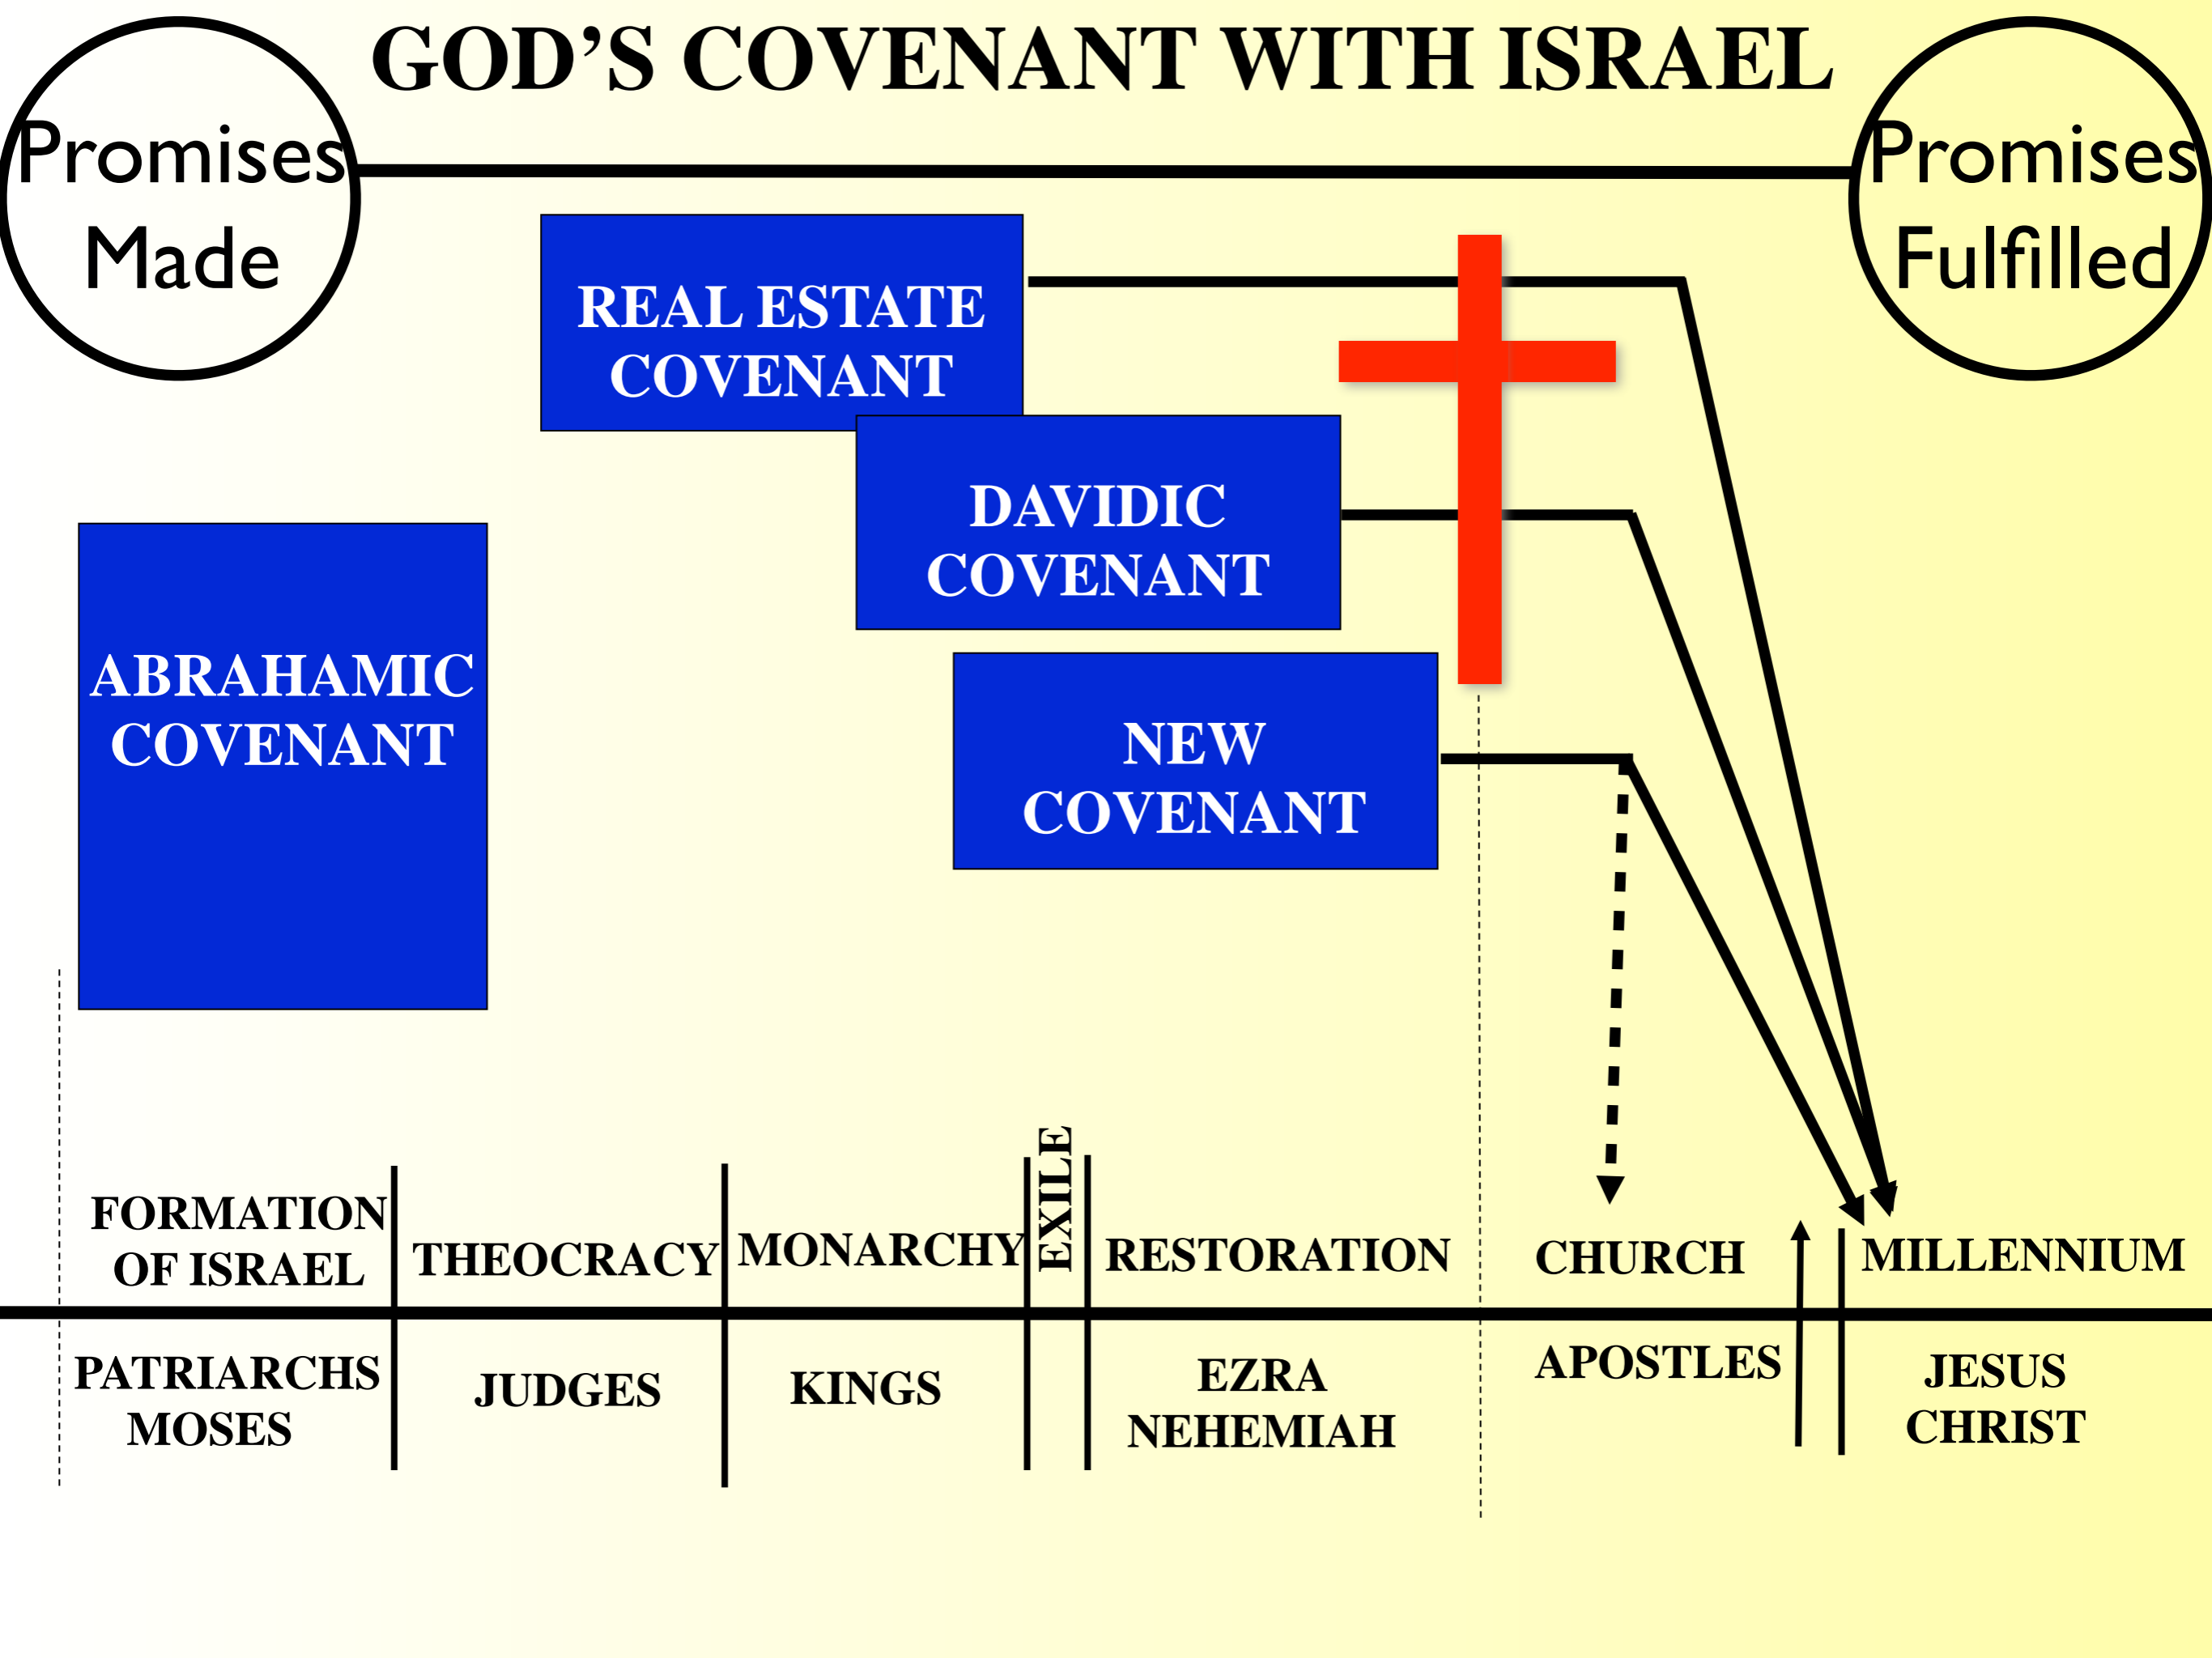 GOD’S COVENANT WITH ISRAEL
Promises
Made
Promises
Fulfilled
REAL ESTATE
COVENANT
DAVIDIC
COVENANT
ABRAHAMIC
COVENANT
NEW
COVENANT
FORMATION
OF ISRAEL
THEOCRACY
MONARCHY
EXILE
RESTORATION
CHURCH
MILLENNIUM
PATRIARCHS
MOSES
JUDGES
KINGS
EZRA
NEHEMIAH
APOSTLES
JESUS
CHRIST